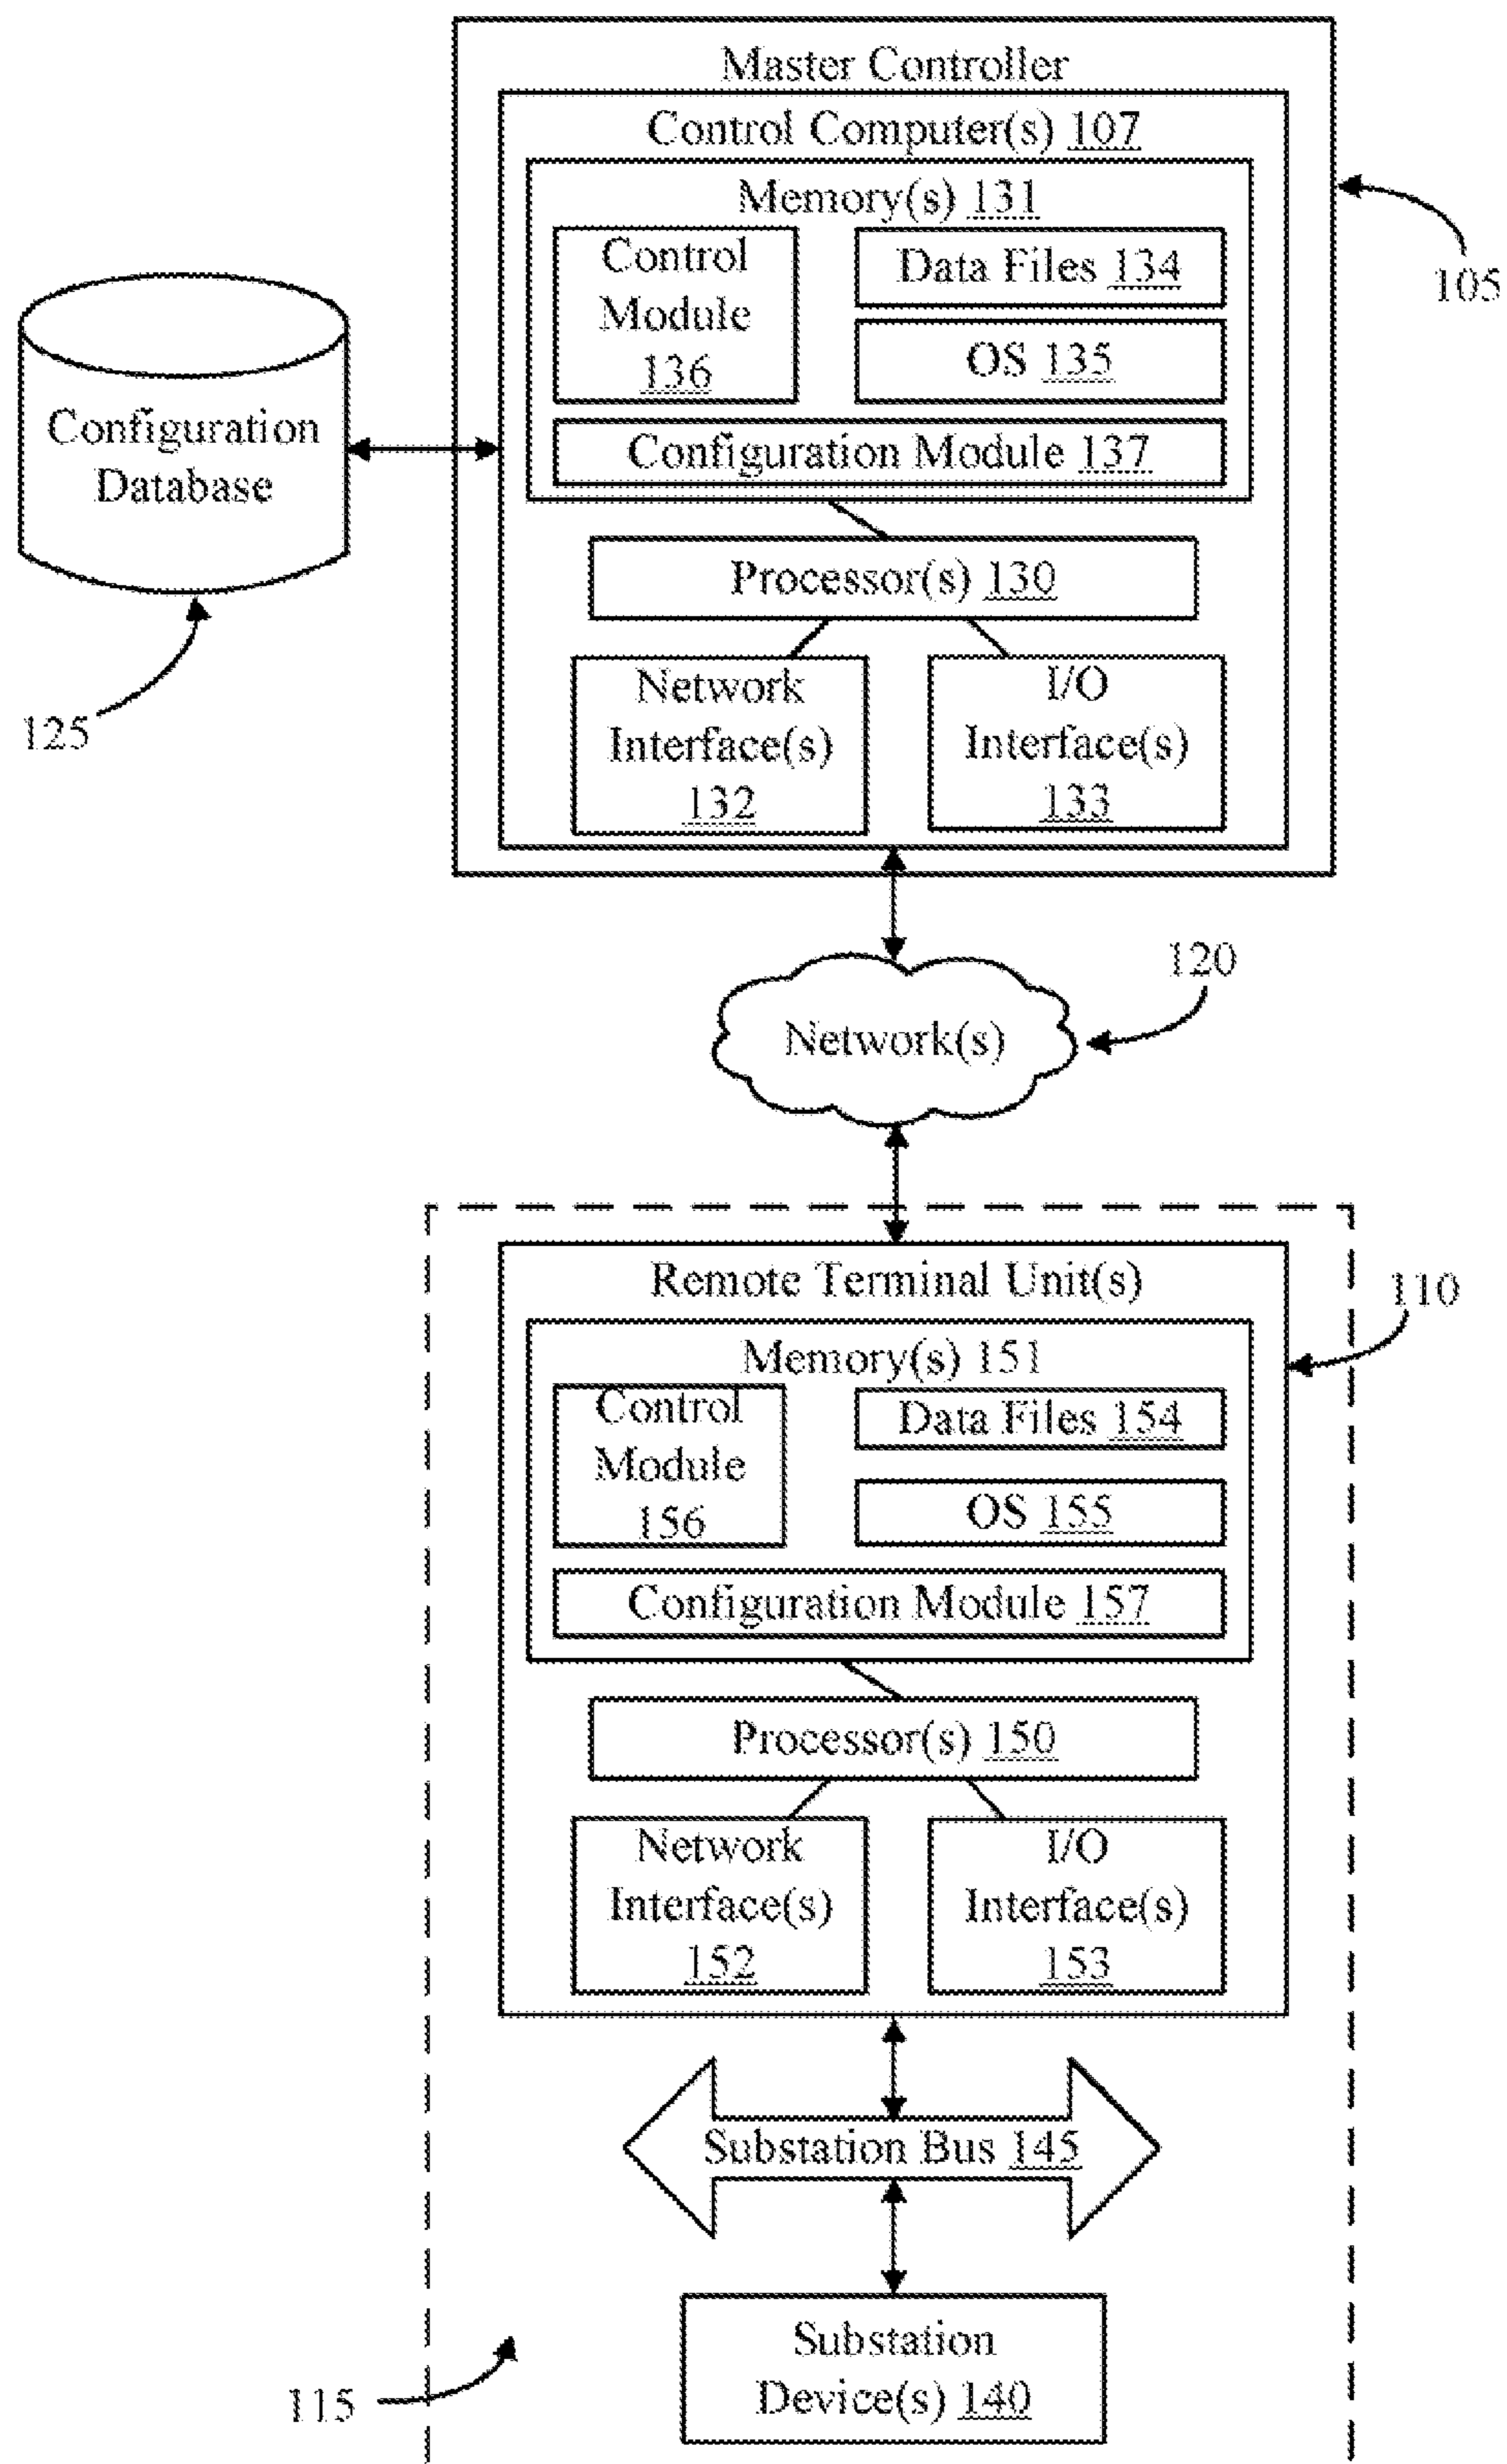 Master Controller
Control Computer(s) 107
Memory(s) 131
Control
Module
136
Data Files 134
OS 135
Configuration Module 137
105
Configuration
Database
125
Processor(s) 130
Network
Interface(s)
132
I/O
Interface(s)
133
120
Network(s)
Remote Terminal Unit(s)
110
Memory(s) 151
Control
Module
156
Data Files 154
OS 155
Configuration Module 157
Processor(s) 150
Network
Interface(s)
152
I/O
Interface(s)
153
Substation Bus 145
Substation
Device(s) 140
115